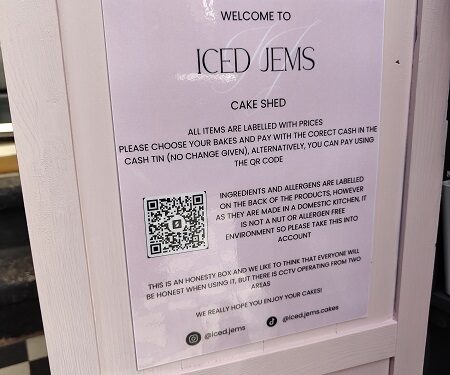 WELCOME TO
ICED JEMS
CAKE SHED
ALL ITEMS ARE LABELLED WITH PRICES
PLEASE CHOOSE YOUR BAKES AND PAY WITH THE CORECT CASH IN THE
CASH TIN (NO CHANGE GIVEN), ALTERNATIVELY, YOU CAN PAY USING
THE QR CODE
INGREDIENTS AND ALLERGENS ARE LABELLED
ON THE BACK OF THE PRODUCTS, HOWEVER
AS THEY ARE MADE IN A DOMESTIC KITCHEN, IT
IS NOT A NUT OR ALLERGEN FREE
ENVIRONMENT SO PLEASE TAKE THIS INTO
ACCOUNT
THIS IS AN HONESTY BOX AND WE LIKE TO THINK THAT EVERYONE WILL
BE HONEST WHEN USING IT, BUT THERE IS CCTV OPERATING FROM TWO
AREAS
WE REALLY HOPE YOU ENJOY YOUR CAKES!
@iced.jems @iced.jems.cakes